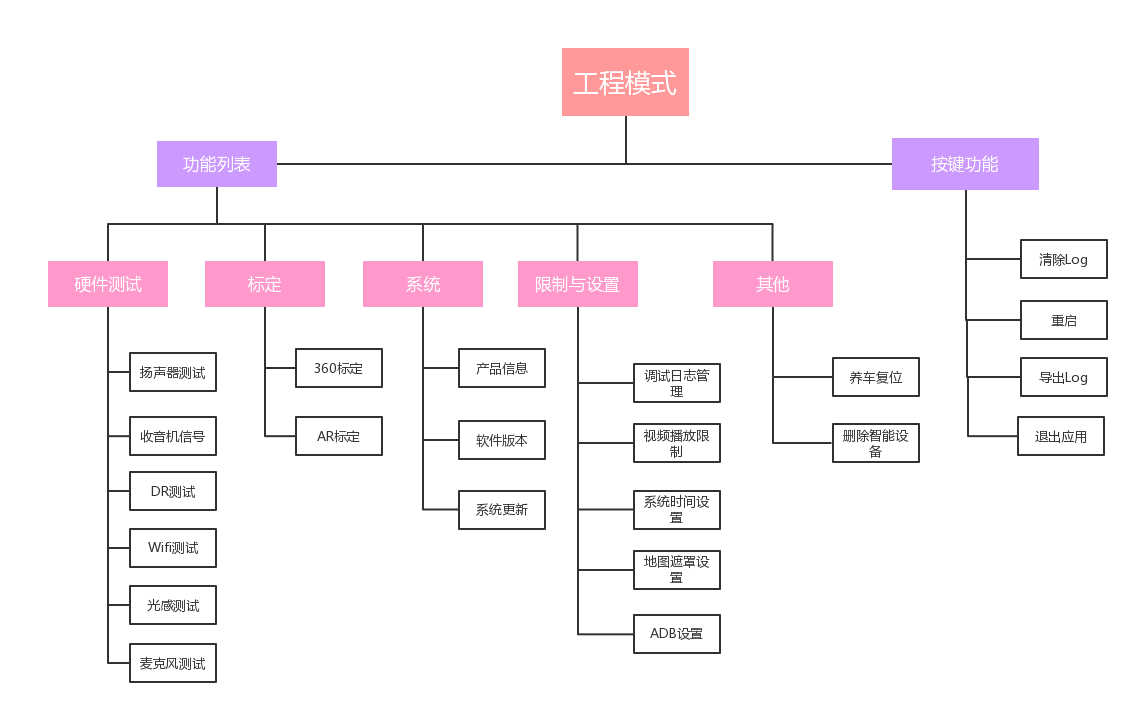 工程模式
功能列表
按键功能
硬件测试
标定
系统
限制与设置
其他
扬声器测试
收音机信号
DR测试
Wifi测试
光感测试
麦克风测试
360标定
AR标定
产品信息
软件版本
系统更新
调试日志管
理
视频播放限
制
系统时间设
置
地图遮罩设
置
ADB设置
养车复位
删除智能设
备
清除Log
重启
导出Log
退出应用